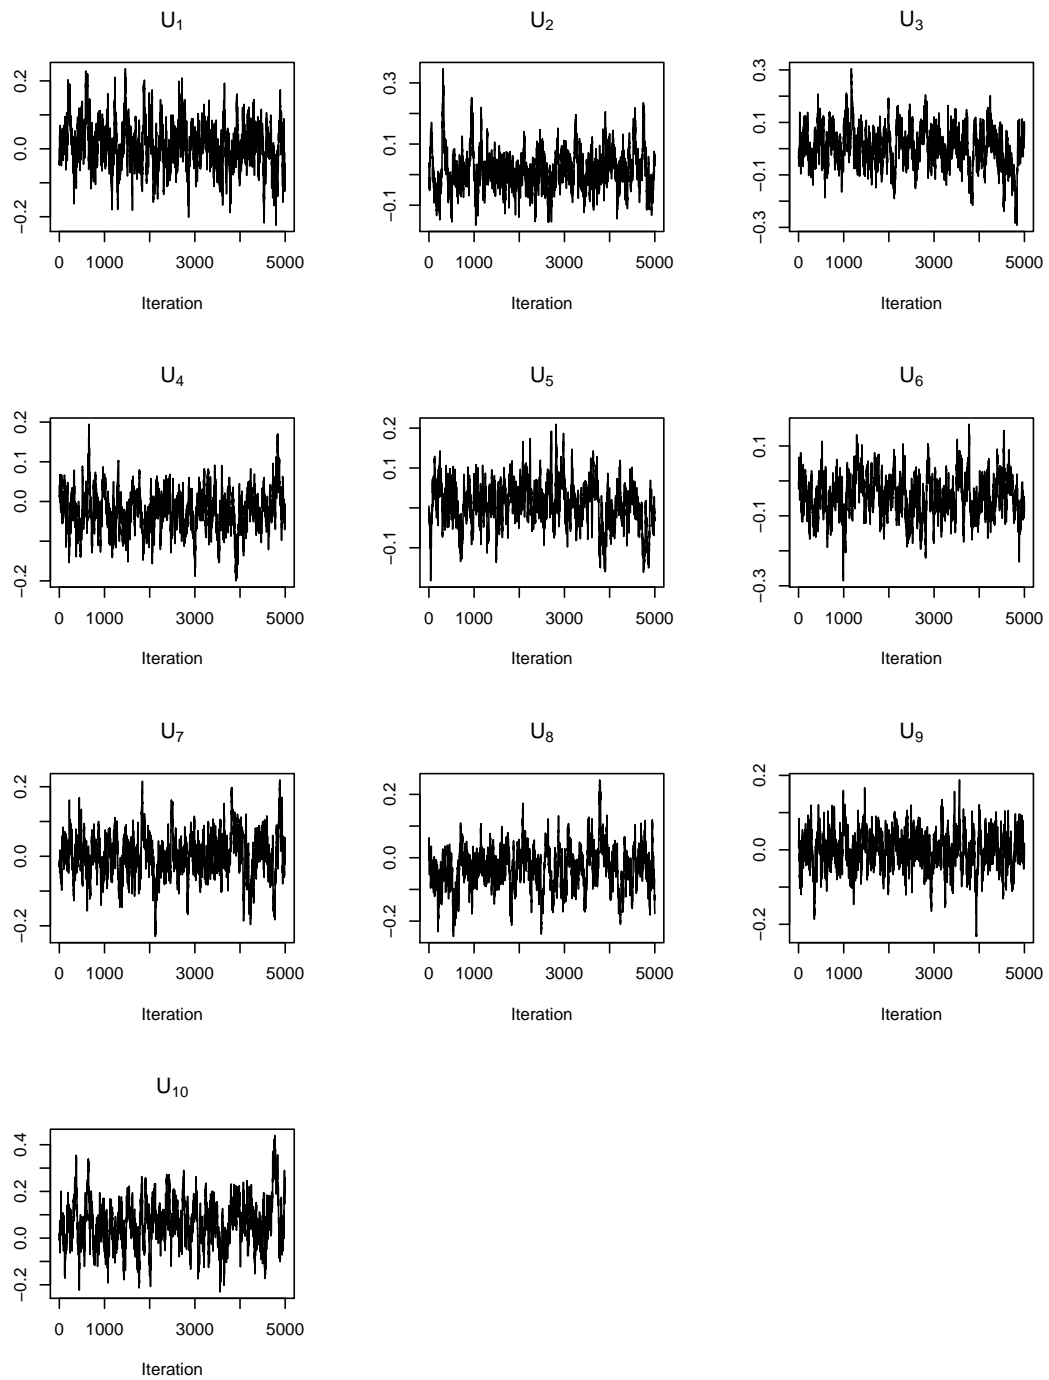 U1 U2 U3
0.2 0.0 −0.2 0.3 0.1 −0.1 0.3 0.1 −0.1 −0.3
0 1000 3000 5000 0 1000 3000 5000 0 1000 3000 5000
Iteration Iteration Iteration
U4 U5 U6
0.2 0.1 0.0 −0.2 0.2 0.1 −0.1 0.1 −0.1 −0.3
0 1000 3000 5000 0 1000 3000 5000 0 1000 3000 5000
Iteration Iteration Iteration
U7 U8 U9
0.2 0.0 −0.2 0.2 0.0 −0.2 0.2 0.0 −0.2
0 1000 3000 5000 0 1000 3000 5000 0 1000 3000 5000
Iteration Iteration Iteration
U10
0.4 0.2 0.0 −0.2
0 1000 3000 5000
Iteration